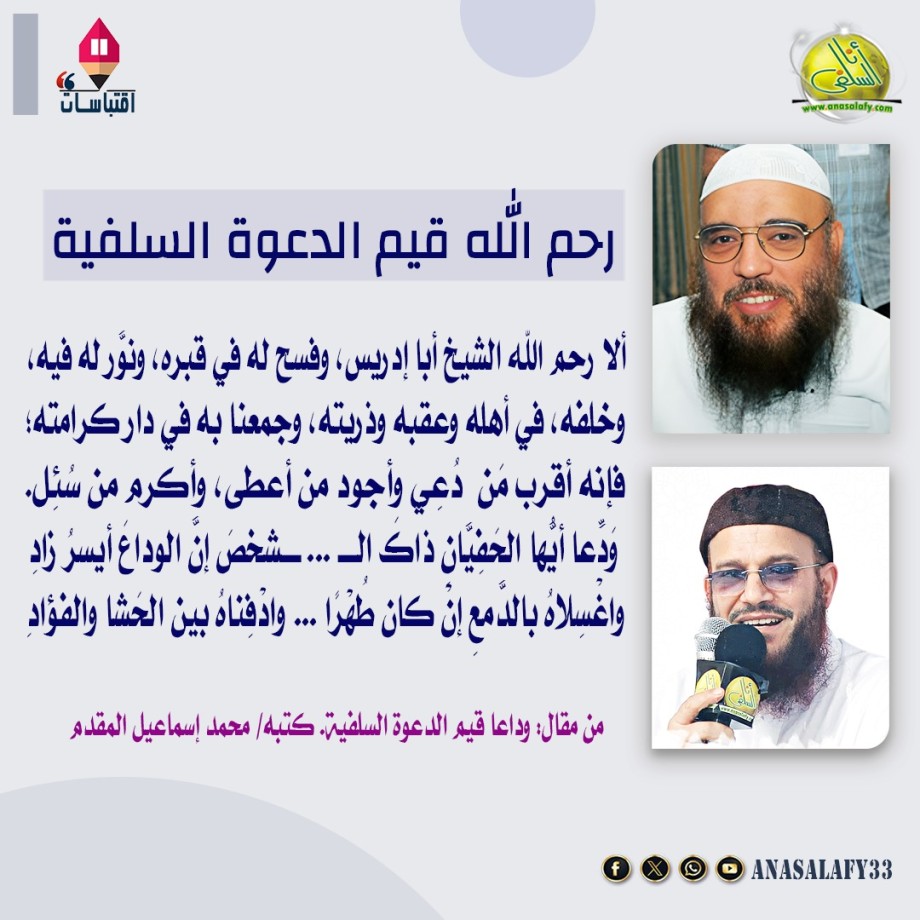 اقتباسات
أنا السلفي
www.anasalafy.com
رحم الله قيم الدعوة السلفية
ألا رحم الله الشيخ أبا إدريس، وفسح له في قبره، ونوَّر له فيه،
وخلفه، في أهله وعقبه وذريته، وجمعنا به في دار كرامته؛
فإنه أقرب مَن دُعِي وأجود من أعطى، وأكرم من سُئِل.
وَدِّعا أيُّها الحَفِيَّانِ ذاكَ الـ ... ـشخصَ إنَّ الوداعَ أيسرُ زادِ
واغْسِلاهُ بالدَّمعِ إنْ كان طُهْرًا ... وادْفِناهُ بين الحَشا والفؤادِ
أنا السلفي
من مقال: وداعا قيم الدعوة السلفية. كتبه/ محمد إسماعيل المقدم
ANASALAFY33